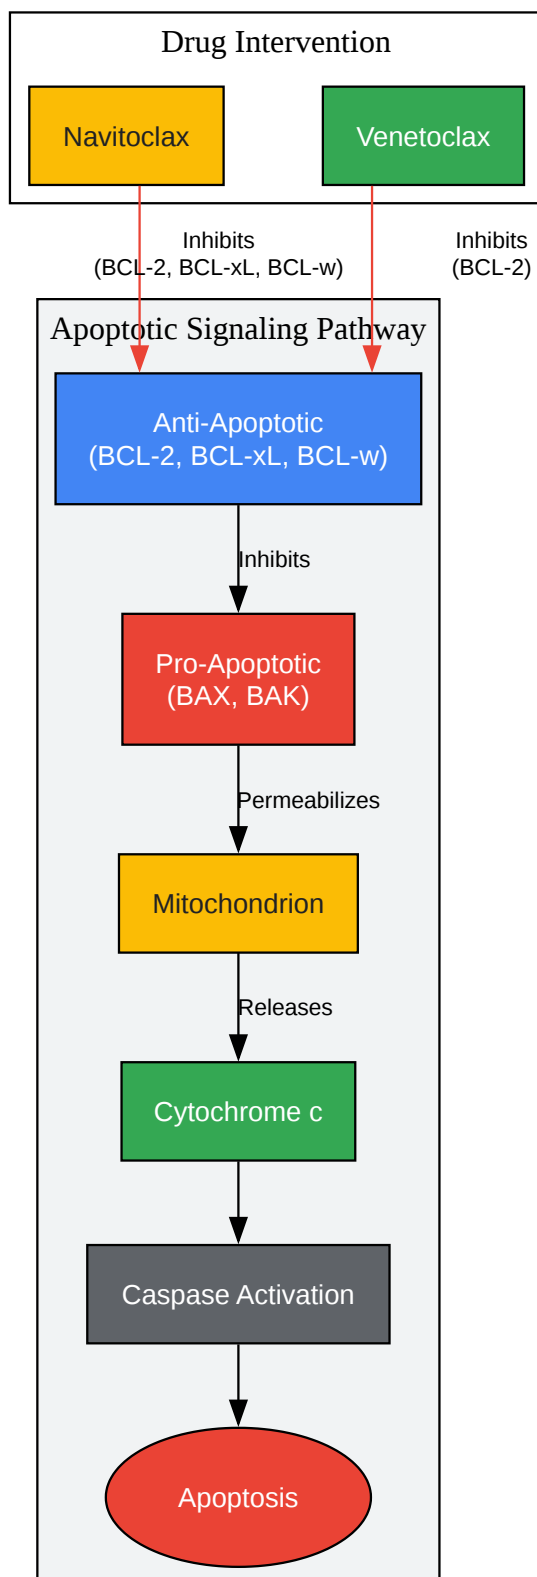 Drug Intervention
Navitoclax
Venetoclax
Inhibits
(BCL-2, BCL-xL, BCL-w)
Inhibits
(BCL-2)
Apoptotic Signaling Pathway
Anti-Apoptotic
(BCL-2, BCL-xL, BCL-w)
Inhibits
Pro-Apoptotic
(BAX, BAK)
Permeabilizes
Mitochondrion
Releases
Cytochrome c
Caspase Activation
Apoptosis